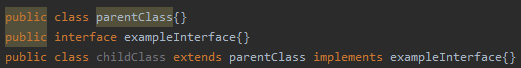 public class parentClass{}
public interface exampleInterface{}
public class childClass extends parentClass implements exampleInterface{}